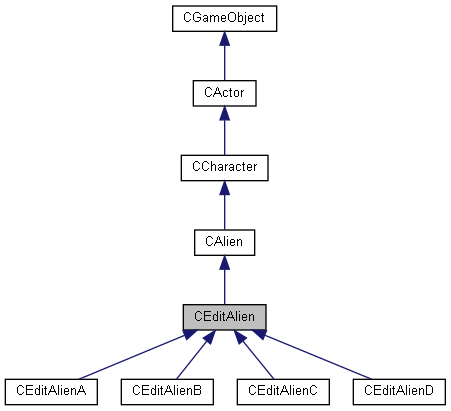 CGameObject
CActor
CCharacter
CAlien
CEditAlien
CEditAlienA
CEditAlienB
CEditAlienC
CEditAlienD